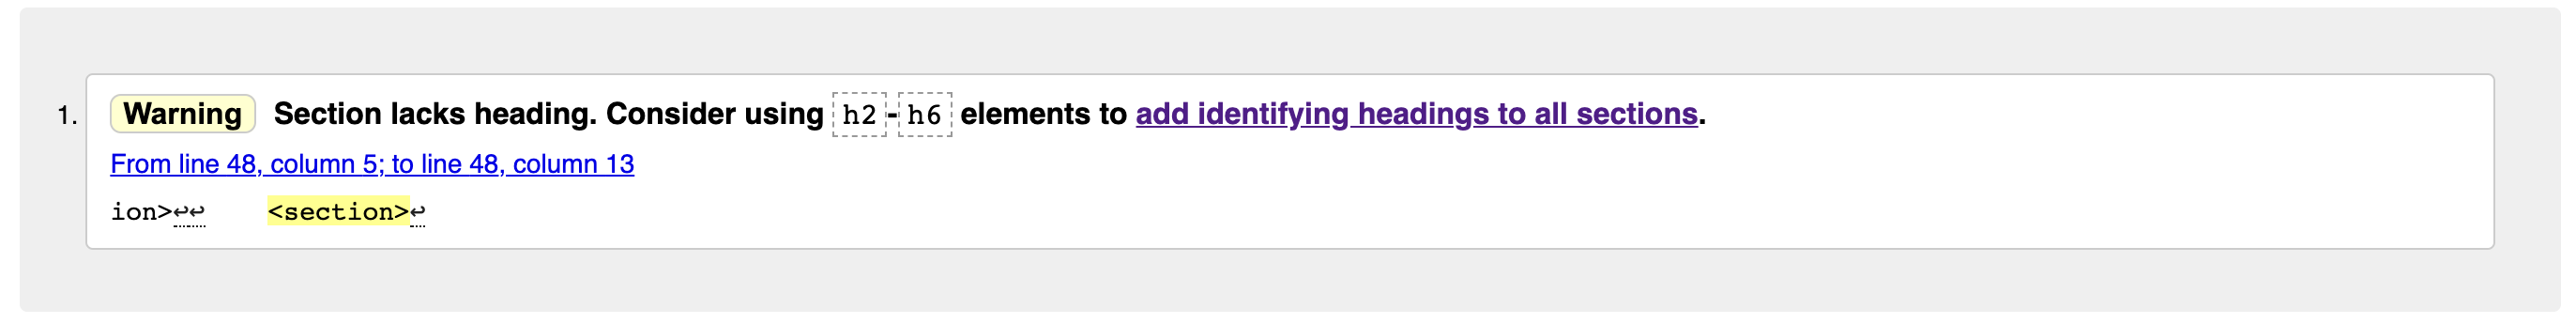 1. Warning Section lacks heading. Consider using h2-h6 elements to add identifying headings to all sections.
From line 48, column 5; to line 48, column 13
ion>↩↩    <section>↩